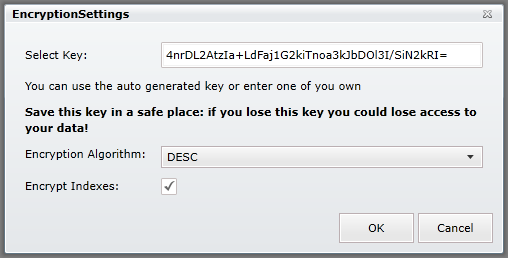 EncryptionSettings
Select Key: 4nrDL2AtzIa+LdFaj1G2kiTnoa3kJbDOl3I/SiN2kRI=
You can use the auto generated key or enter one of you own
Save this key in a safe place: if you lose this key you could lose access to
your data!
Encryption Algorithm: DESC
Encrypt Indexes:
OK Cancel